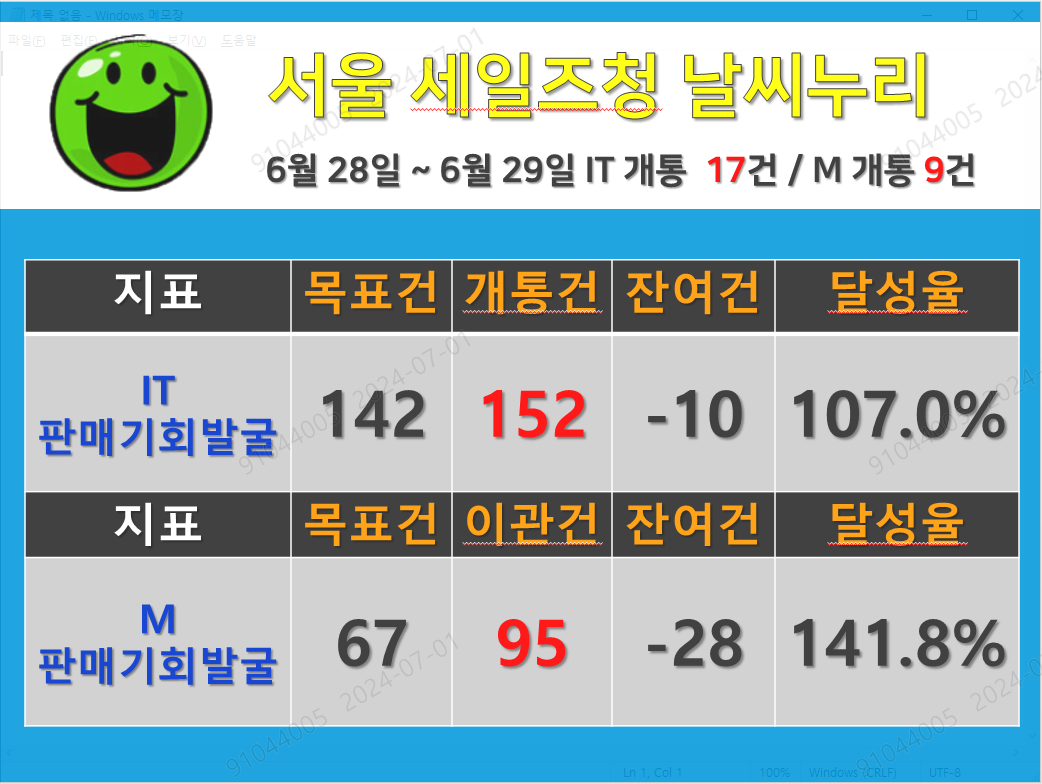 제목 없음 - Windows 메모장
파일(F) 편집(E) 보기(V) 도움말
서울 세일즈청 날씨누리
6월 28일 ~ 6월 29일 IT 개통 17건 / M 개통 9건
지표 목표건 개통건 잔여건 달성율
IT
판매기회발굴 142 152 -10 107.0%
지표 목표건 이관건 잔여건 달성율
M
판매기회발굴 67 95 -28 141.8%
91044005 2024-07-01
Ln 1, Col 1 100% Windows (CRLF) UTF-8